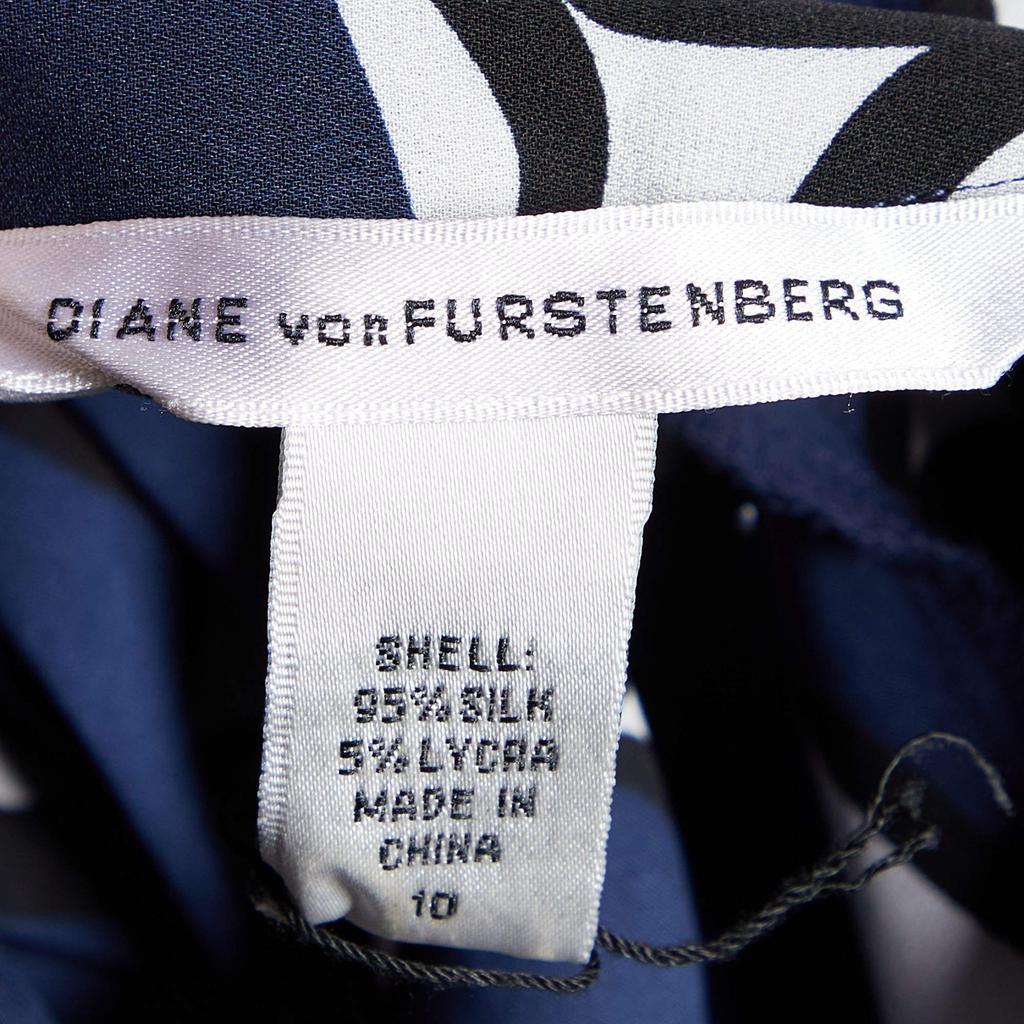 DIANE von FURSTENBERG
SHELL:
95% SILK
5% LYCRA
MADE IN
CHINA
10